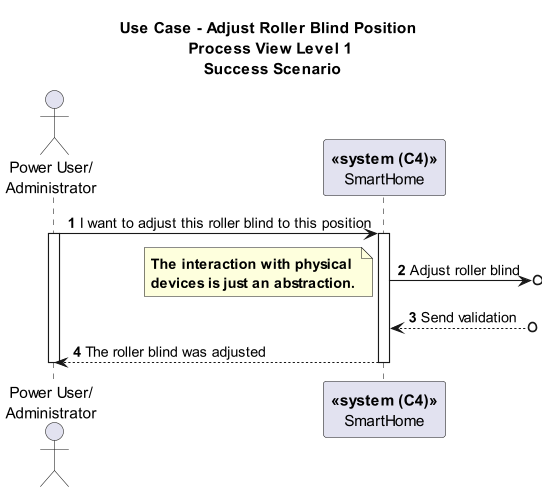 Use Case - Adjust Roller Blind Position
Process View Level 1
Success Scenario
Power User/
Administrator
«system (C4)»
SmartHome
1 I want to adjust this roller blind to this position
The interaction with physical
devices is just an abstraction.
2 Adjust roller blind
3 Send validation
4 The roller blind was adjusted
Power User/
Administrator
«system (C4)»
SmartHome